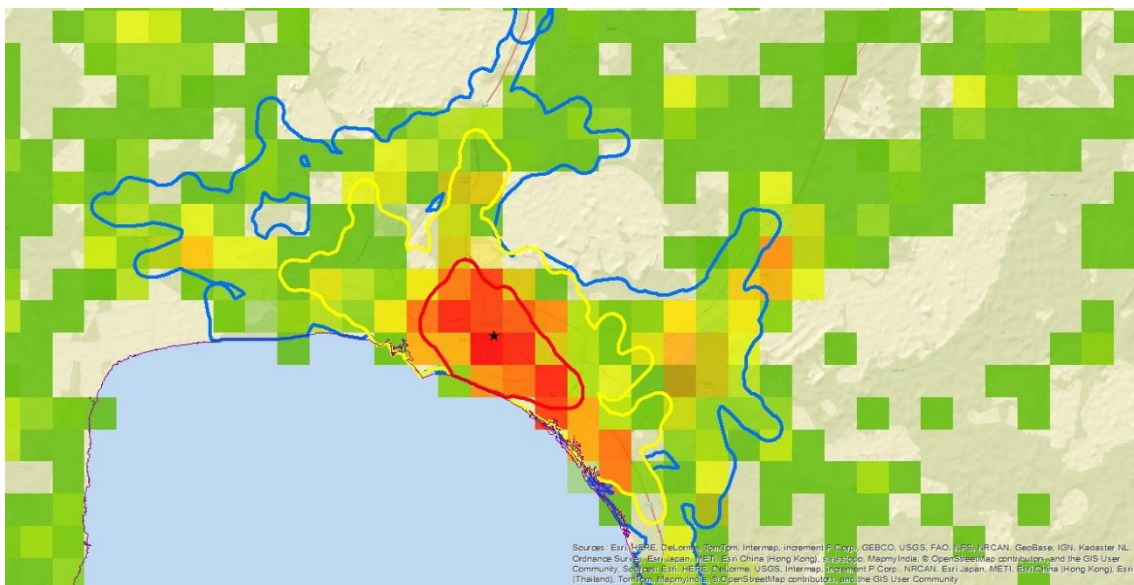 Sources: Esri, HERE, DeLorme, TomTom, Intermap, increment P Corp., GEBCO, USGS, FAO, NPS, NRCAN, GeoBase, IGN, Kadaster NL,
Ordnance Survey, Esri Japan, METI, Esri China (Hong Kong), swisstopo, MapmyIndia, © OpenStreetMap contributors, and the GIS User
Community, Sources: Esri, HERE, DeLorme, USGS, Intermap, increment P Corp., NRCAN, Esri Japan, METI, Esri China (Hong Kong), Esri
(Thailand), TomTom, MapmyIndia, © OpenStreetMap contributors, and the GIS User Community